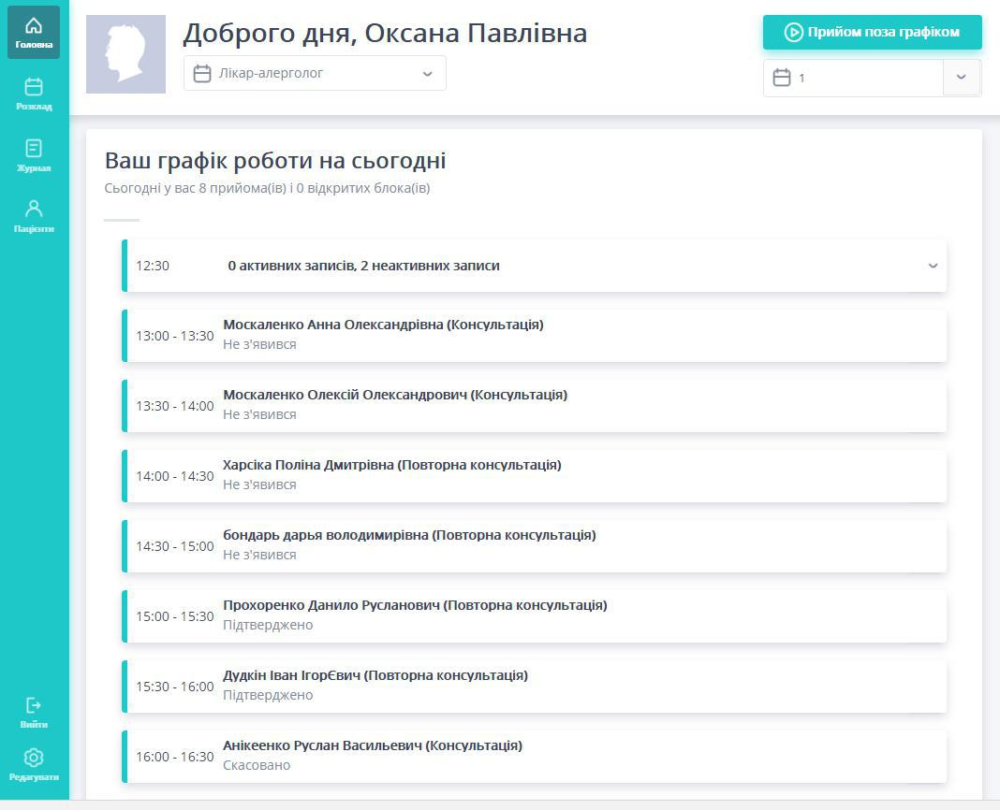 Головна
Розклад
Журнал
Пацієнти
Вийти
Редагувати
Доброго дня, Оксана Павлівна
Лікар-алерголог
Прийом поза графіком
1
Ваш графік роботи на сьогодні
Сьогодні у вас 8 прийома(ів) і 0 відкритих блока(ів)
12:30 0 активних записів, 2 неактивних записи
13:00 - 13:30 Москаленко Анна Олександрівна (Консультація)
Не з'явився
13:30 - 14:00 Москаленко Олексій Олександрович (Консультація)
Не з'явився
14:00 - 14:30 Харсіка Поліна Дмитрівна (Повторна консультація)
Не з'явився
14:30 - 15:00 бондарь дарья володимирівна (Повторна консультація)
Не з'явився
15:00 - 15:30 Прохоренко Данило Русланович (Повторна консультація)
Підтверджено
15:30 - 16:00 Дудкін Іван ІгорЄвич (Повторна консультація)
Підтверджено
16:00 - 16:30 Анікеенко Руслан Васильевич (Консультація)
Скасовано